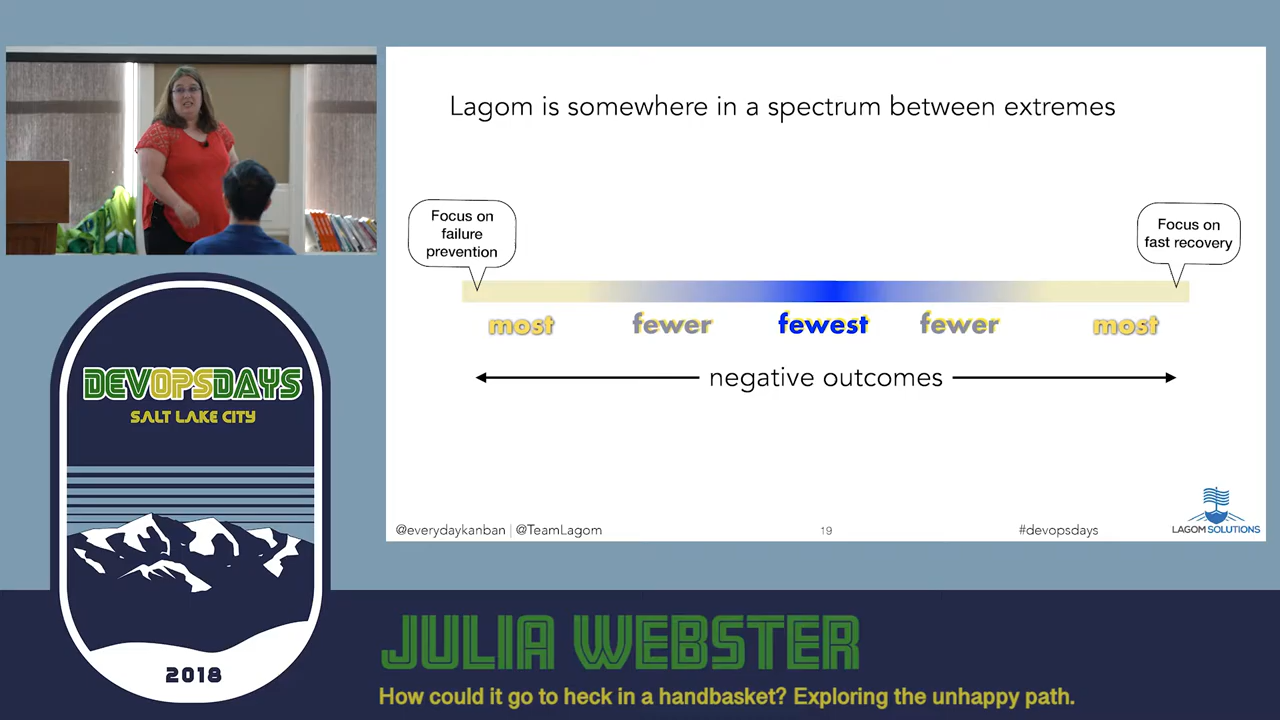 Lagom is somewhere in a spectrum between extremes
Focus on
failure
prevention
Focus on
fast recovery
most fewer fewest fewer most
negative outcomes
@everydaykanban | @TeamLagom 19 #devopsdays
LAGOM SOLUTIONS
DEVOPSDAYS
SALT LAKE CITY
2018
JULIA WEBSTER
How could it go to heck in a handbasket? Exploring the unhappy path.